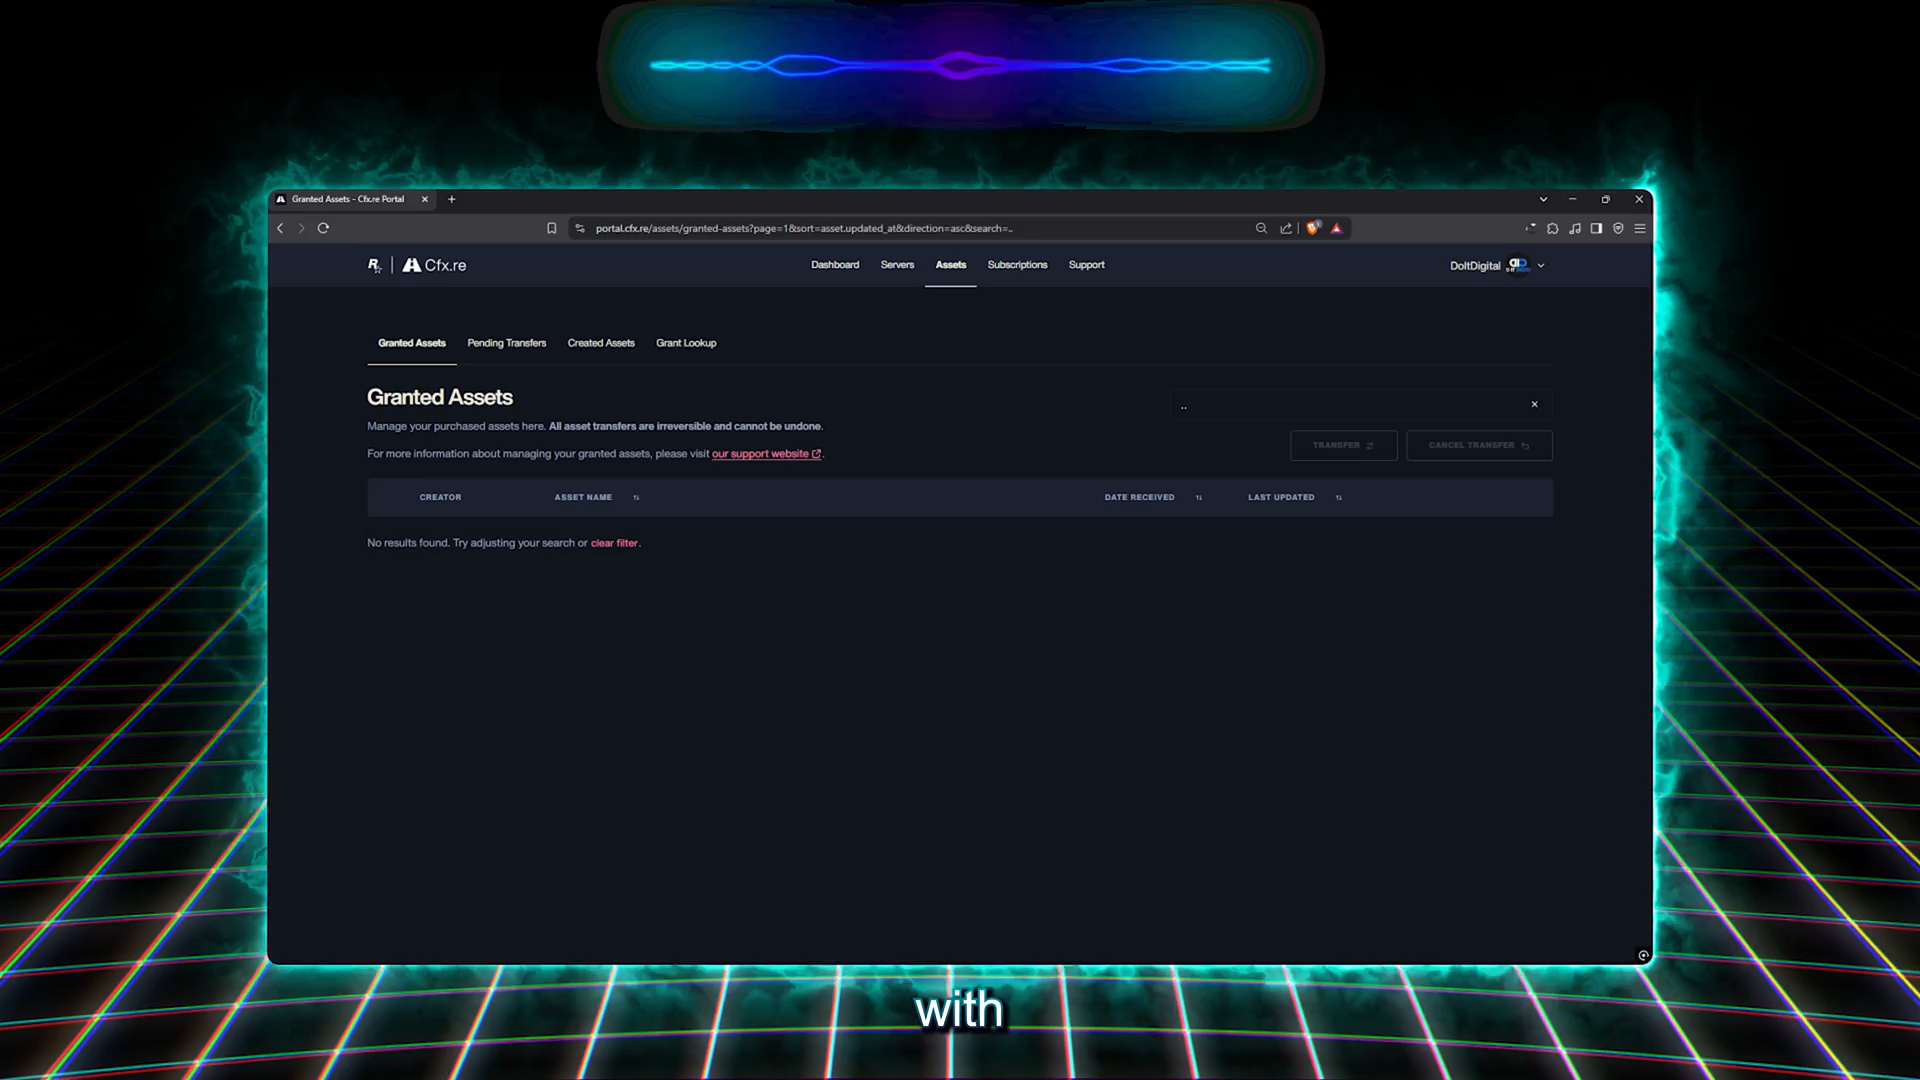 Granted Assets - Cfx.re Portal
portal.cfx.re/assets/granted-assets?page=1&sort=asset.updated_at&direction=asc&search=..
Cfx.re
Dashboard Servers Assets Subscriptions Support
DoItDigital
Granted Assets Pending Transfers Created Assets Grant Lookup
Granted Assets
..
Manage your purchased assets here. All asset transfers are irreversible and cannot be undone.
TRANSFER CANCEL TRANSFER
For more information about managing your granted assets, please visit our support website.
CREATOR ASSET NAME DATE RECEIVED LAST UPDATED
No results found. Try adjusting your search or clear filter.
with